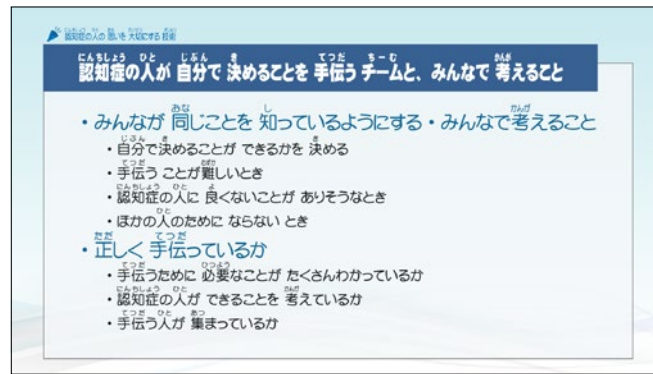 認知症の人の 思いを 大切にする 技術
認知症の人が 自分で 決めることを 手伝う チームと、みんなで 考えること
・みんなが 同じことを 知っているようにする・みんなで考えること
・自分で決めることが できるかを 決める
・手伝う ことが難しいとき
・認知症の人に 良くないことが ありそうなとき
・ほかの人のために ならない とき
・正しく 手伝っているか
・手伝うために 必要なことが たくさんわかっているか
・認知症の人が できることを 考えているか
・手伝う人が 集まっているか